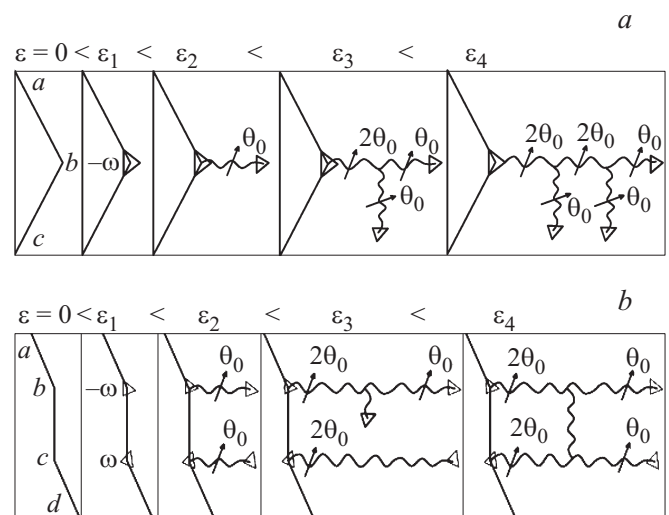 a
ε = 0 < ε₁ < ε₂ < ε₃ < ε₄
a
θ₀ 2θ₀ θ₀ 2θ₀ 2θ₀ θ₀
b −ω
θ₀ θ₀ θ₀
c
b
ε = 0 < ε₁ < ε₂ < ε₃ < ε₄
a
θ₀ 2θ₀ θ₀ 2θ₀ θ₀
b −ω
θ₀ 2θ₀ 2θ₀ θ₀
c ω
d